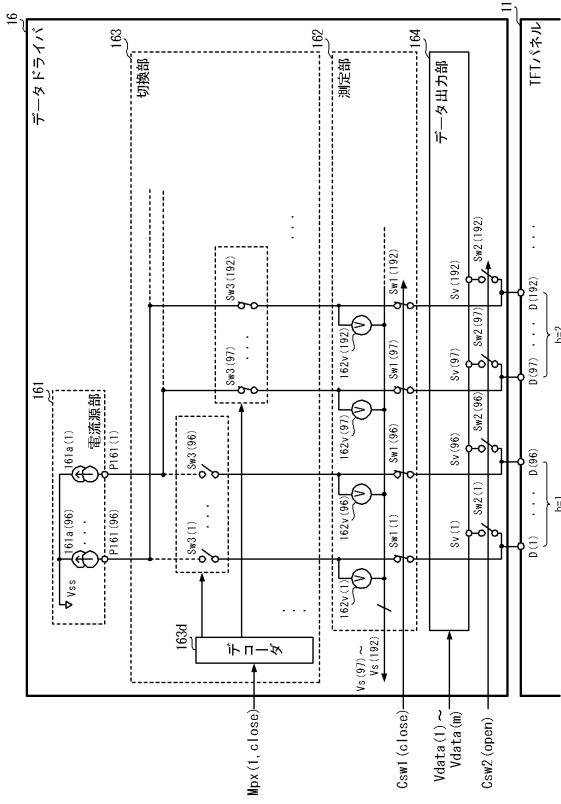 16
データドライバ
163
切換部
162
測定部
164
データ出力部
11
TFTパネル
161
電流源部
161a(96)
161a(1)
Vss
P161(96)
P161(1)
・・・
Sw3(1)
Sw3(96)
Sw3(97)
Sw3(192)
163d
デコーダ
Mpx(1,close)
162v(1)
162v(96)
162v(97)
162v(192)
V
V
V
V
Vs(97)～
Vs(192)
Sw1(1)
Sw1(96)
Sw1(97)
Sw1(192)
Csw1(close)
Vdata(1)～
Vdata(m)
Sv(1)
Sv(96)
Sv(97)
Sv(192)
Sw2(1)
Sw2(96)
Sw2(97)
Sw2(192)
Csw2(open)
D(1)
・・・
D(96)
D(97)
・・・
D(192)
・・・
h=1
h=2